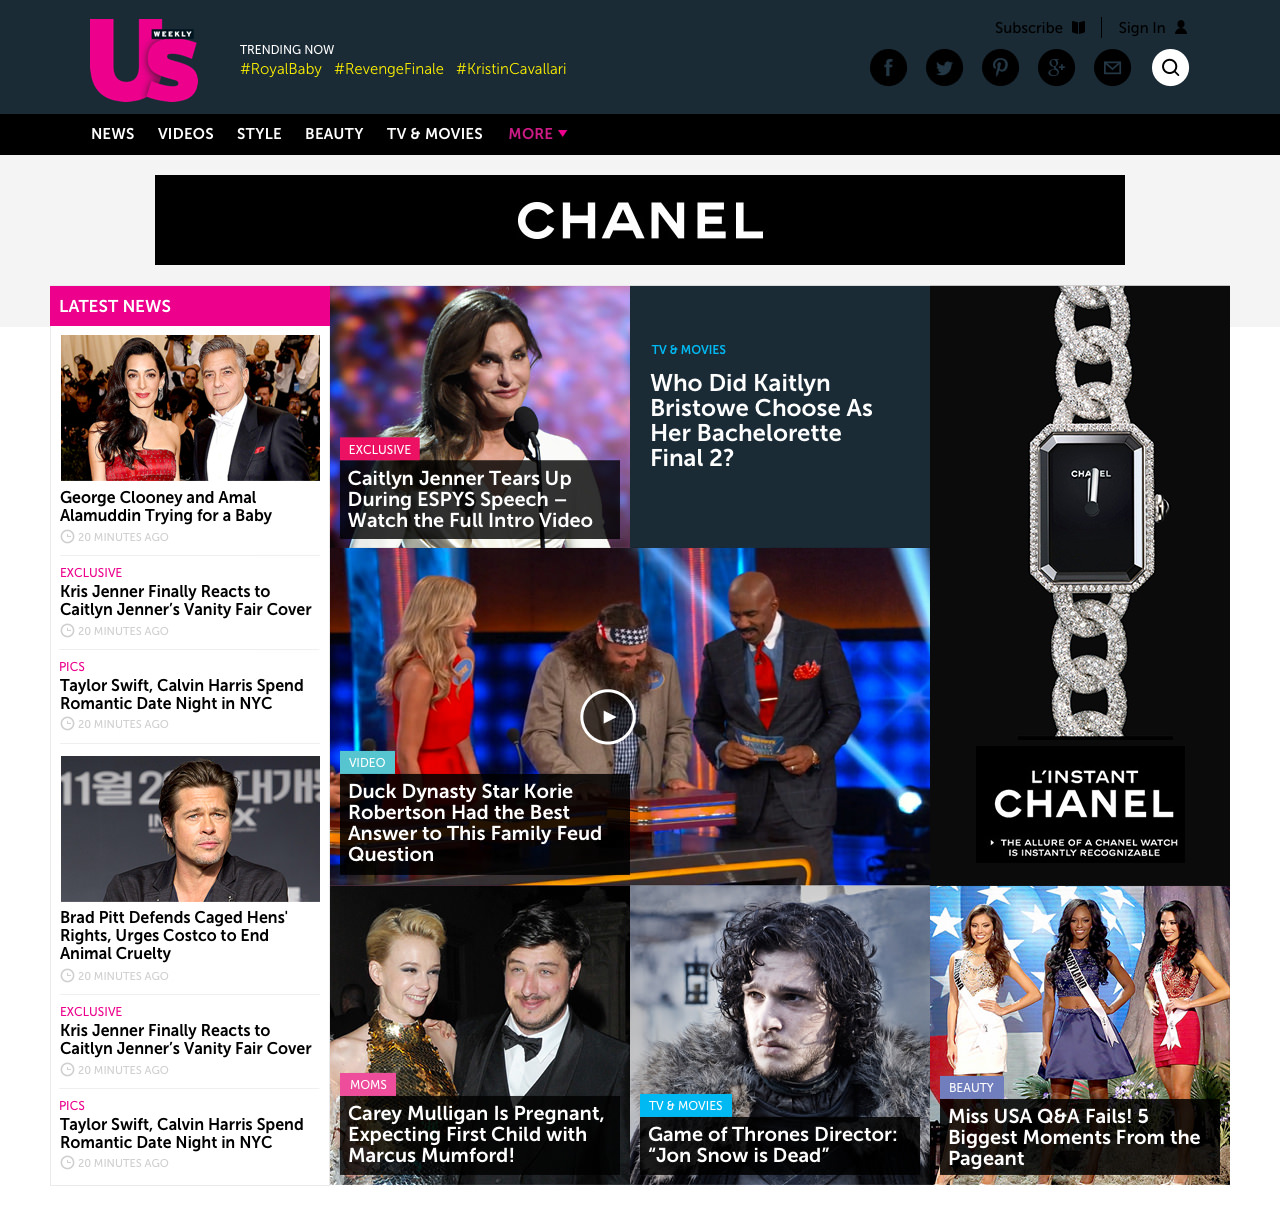 Us
WEEKLY
TRENDING NOW
#RoyalBaby #RevengeFinale #KristinCavallari
Subscribe
Sign In
NEWS VIDEOS STYLE BEAUTY TV & MOVIES MORE
CHANEL
LATEST NEWS
George Clooney and Amal
Alamuddin Trying for a Baby
20 MINUTES AGO
EXCLUSIVE
Kris Jenner Finally Reacts to
Caitlyn Jenner’s Vanity Fair Cover
20 MINUTES AGO
PICS
Taylor Swift, Calvin Harris Spend
Romantic Date Night in NYC
20 MINUTES AGO
11월 2
대개
Brad Pitt Defends Caged Hens'
Rights, Urges Costco to End
Animal Cruelty
20 MINUTES AGO
EXCLUSIVE
Kris Jenner Finally Reacts to
Caitlyn Jenner’s Vanity Fair Cover
20 MINUTES AGO
PICS
Taylor Swift, Calvin Harris Spend
Romantic Date Night in NYC
20 MINUTES AGO
EXCLUSIVE
Caitlyn Jenner Tears Up
During ESPYS Speech –
Watch the Full Intro Video
TV & MOVIES
Who Did Kaitlyn
Bristowe Choose As
Her Bachelorette
Final 2?
CHANEL
L’INSTANT
CHANEL
THE ALLURE OF A CHANEL WATCH
IS INSTANTLY RECOGNIZABLE
VIDEO
Duck Dynasty Star Korie
Robertson Had the Best
Answer to This Family Feud
Question
MOMS
Carey Mulligan Is Pregnant,
Expecting First Child with
Marcus Mumford!
TV & MOVIES
Game of Thrones Director:
“Jon Snow is Dead”
BEAUTY
Miss USA Q&A Fails! 5
Biggest Moments From the
Pageant